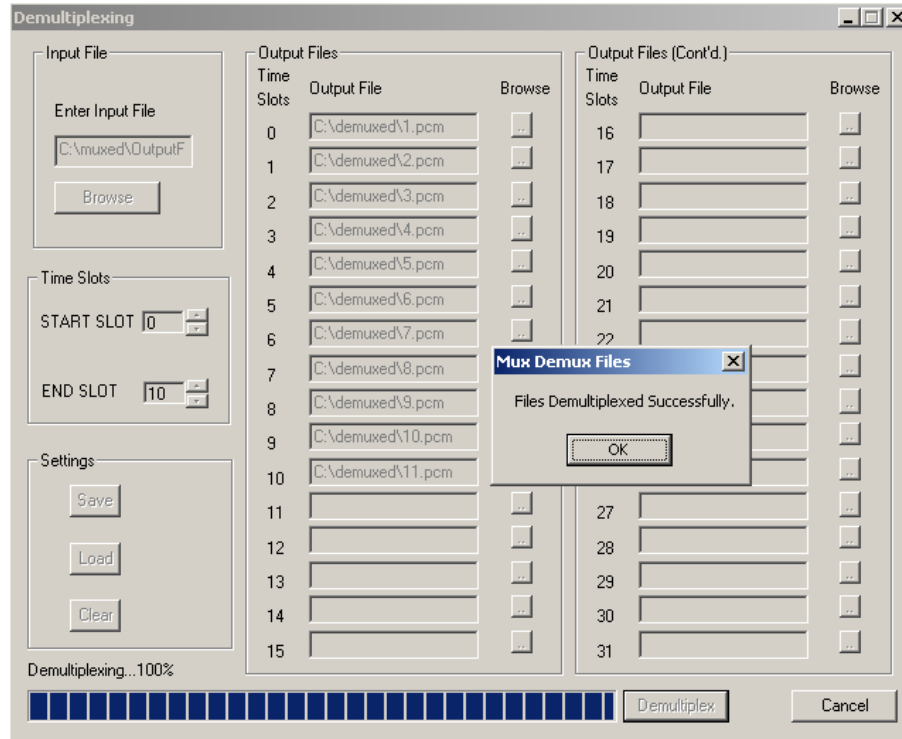 Demultiplexing
Input File
Enter Input File
C:\muxed\OutputF
Browse
Time Slots
START SLOT 0
END SLOT 10
Settings
Save
Load
Clear
Output Files
Time Slots Output File Browse
0 C:\demuxed\1.pcm ..
1 C:\demuxed\2.pcm ..
2 C:\demuxed\3.pcm ..
3 C:\demuxed\4.pcm ..
4 C:\demuxed\5.pcm ..
5 C:\demuxed\6.pcm ..
6 C:\demuxed\7.pcm ..
7 C:\demuxed\8.pcm
8 C:\demuxed\9.pcm
9 C:\demuxed\10.pcm
10 C:\demuxed\11.pcm
11 ..
12 ..
13 ..
14 ..
15 ..
Output Files (Cont'd.)
Time Slots Output File Browse
16 ..
17 ..
18 ..
19 ..
20 ..
21 ..
22 ..
..
..
..
..
27 ..
28 ..
29 ..
30 ..
31 ..
Mux Demux Files
Files Demultiplexed Successfully.
OK
Demultiplexing...100%
Demultiplex
Cancel